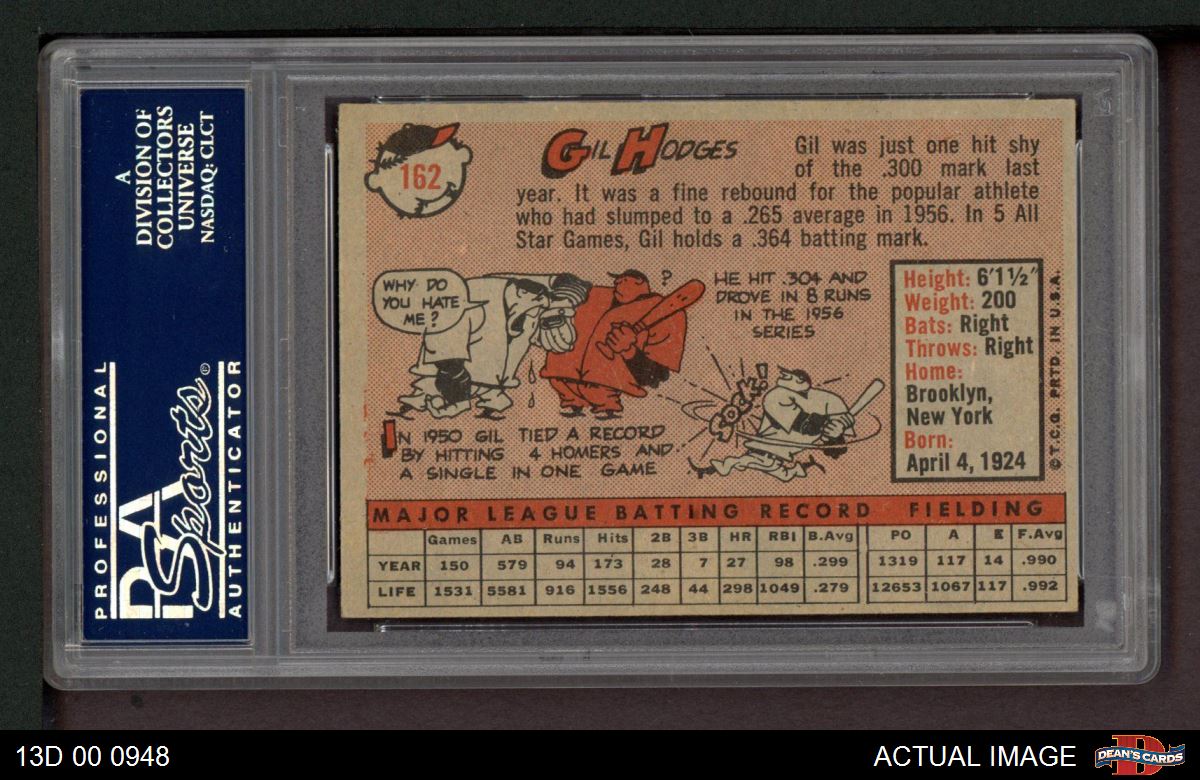 A
DIVISION OF
COLLECTORS
UNIVERSE
NASDAQ: CLCT
PROFESSIONAL
PSA
Sports®
AUTHENTICATOR
162
GIL HODGES
Gil was just one hit shy
of the .300 mark last
year. It was a fine rebound for the popular athlete
who had slumped to a .265 average in 1956. In 5 All
Star Games, Gil holds a .364 batting mark.
WHY DO
YOU HATE
ME?
?
HE HIT .304 AND
DROVE IN 8 RUNS
IN THE 1956
SERIES
SOCK!
IN 1950 GIL TIED A RECORD
BY HITTING 4 HOMERS AND
A SINGLE IN ONE GAME
Height: 6'1½"
Weight: 200
Bats: Right
Throws: Right
Home:
Brooklyn,
New York
Born:
April 4, 1924
©T.C.G. PRTD. IN U.S.A.
MAJOR LEAGUE BATTING RECORD FIELDING
Games AB Runs Hits 2B 3B HR RBI B.Avg PO A E F.Avg
YEAR 150 579 94 173 28 7 27 98 .299 1319 117 14 .990
LIFE 1531 5581 916 1556 248 44 298 1049 .279 12653 1067 117 .992
13D 00 0948
ACTUAL IMAGE
D
DEAN'S CARDS